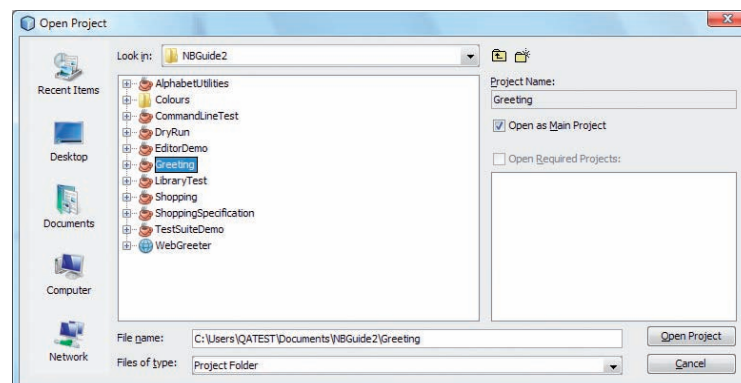 Open Project
Look in: NBGuide2
Recent Items
Desktop
Documents
Computer
Network
AlphabetUtilities
Colours
CommandLineTest
DryRun
EditorDemo
Greeting
LibraryTest
Shopping
ShoppingSpecification
TestSuiteDemo
WebGreeter
Project Name:
Greeting
Open as Main Project
Open Required Projects:
File name: C:\Users\QATEST\Documents\NBGuide2\Greeting
Open Project
Files of type: Project Folder
Cancel